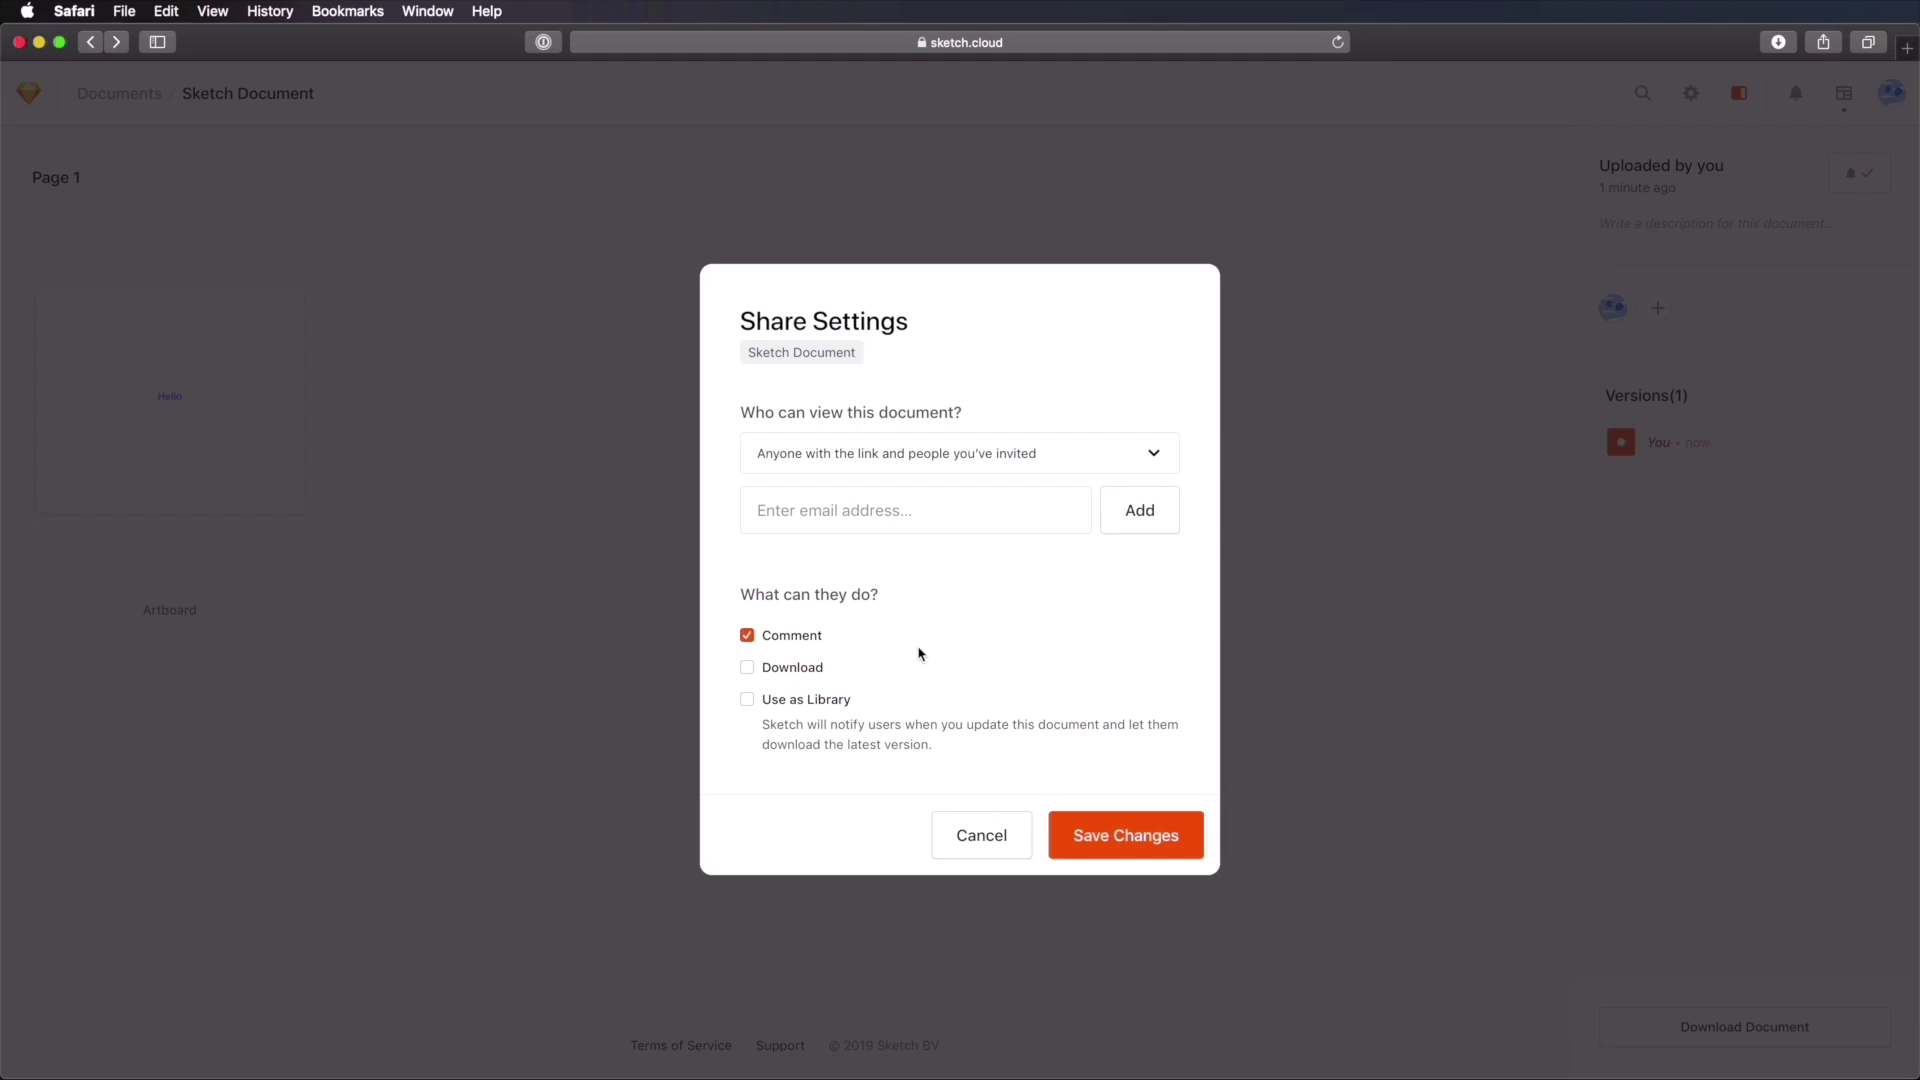 Safari File Edit View History Bookmarks Window Help
sketch.cloud
Documents / Sketch Document
Page 1
Uploaded by you
1 minute ago
Write a description for this document...
Hello
Artboard
Versions(1)
You • now
Share Settings
Sketch Document
Who can view this document?
Anyone with the link and people you've invited
Enter email address...
Add
What can they do?
Comment
Download
Use as Library
Sketch will notify users when you update this document and let them
download the latest version.
Cancel
Save Changes
Download Document
Terms of Service Support © 2019 Sketch BV